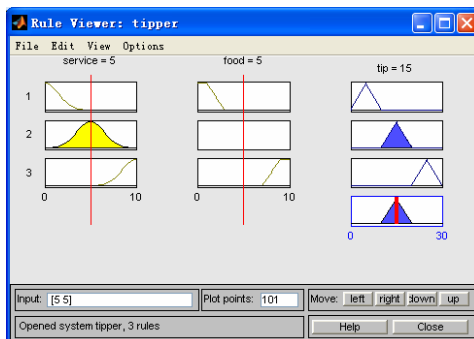 Rule Viewer: tipper
File Edit View Options
service = 5 food = 5 tip = 15
1
2
3
0 10 0 10
0 30
Input: [5 5] Plot points: 101 Move: left right down up
Opened system tipper, 3 rules Help Close